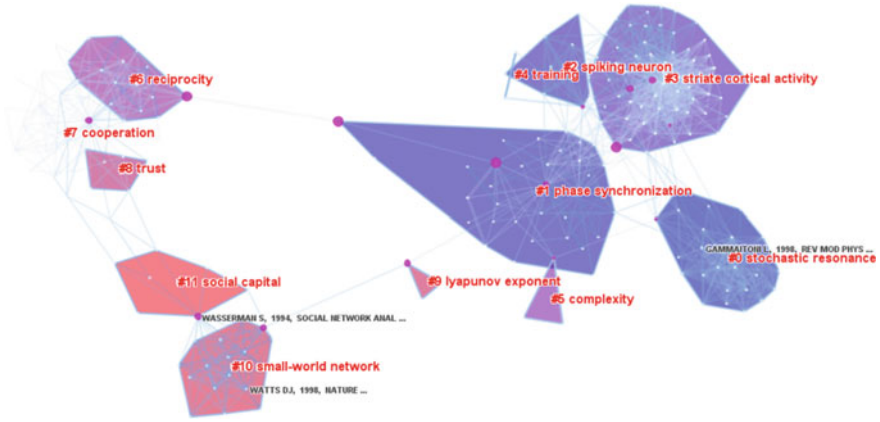 #6 reciprocity
#2 spiking neuron
#4 training
#3 striate cortical activity
#7 cooperation
#8 trust
#1 phase synchronization
GAMMAITONI L, 1998, REV MOD PHYS ...
#0 stochastic resonance
#11 social capital
#9 lyapunov exponent
#5 complexity
WASSERMAN S, 1994, SOCIAL NETWORK ANAL ...
#10 small-world network
WATTS DJ, 1998, NATURE ...